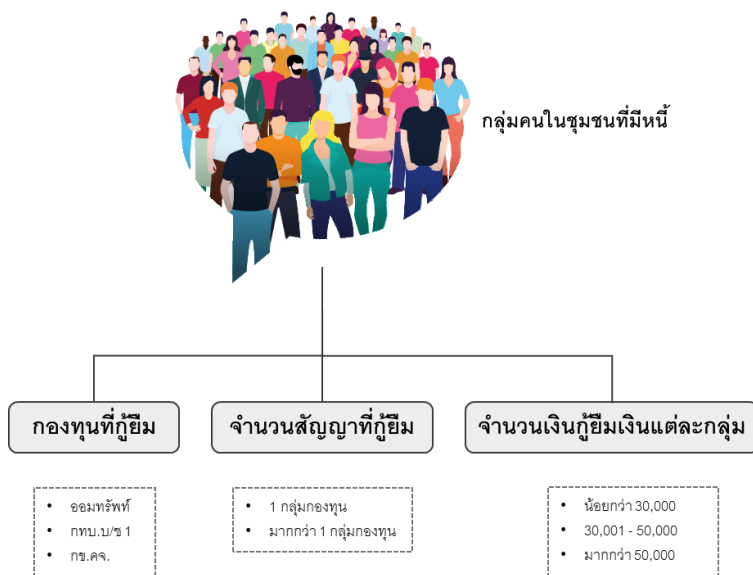 กลุ่มคนในชุมชนที่มีหนี้
กองทุนที่กู้ยืม
จำนวนสัญญาที่กู้ยืม
จำนวนเงินกู้ยืมเงินแต่ละกลุ่ม
• ออมทรัพท์
• กทบ.บ/ช 1
• กข.คจ.
• 1 กลุ่มกองทุน
• มากกว่า 1 กลุ่มกองทุน
• น้อยกว่า 30,000
• 30,001 - 50,000
• มากกว่า 50,000